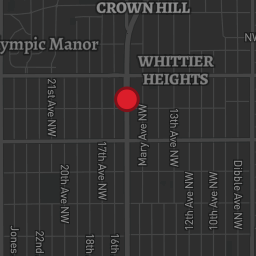 CROWN HILL
NW
ympic Manor
WHITTIER
HEIGHTS
21st Ave NW
Mary Ave NW
13th Ave NW
17th Ave NW
20th Ave NW
12th Ave NW
10th Ave NW
Dibble Ave NW
Jones
22nd
18th
16th